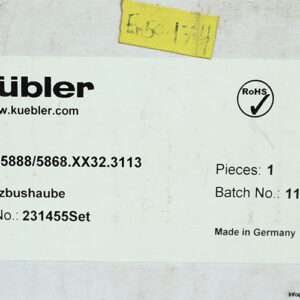 übler
w.kuebler.com
RoHS
5888/5868.XX32.3113
zbushaube
No.: 231455Set
Pieces: 1
Batch No.: 11
Made in Germany